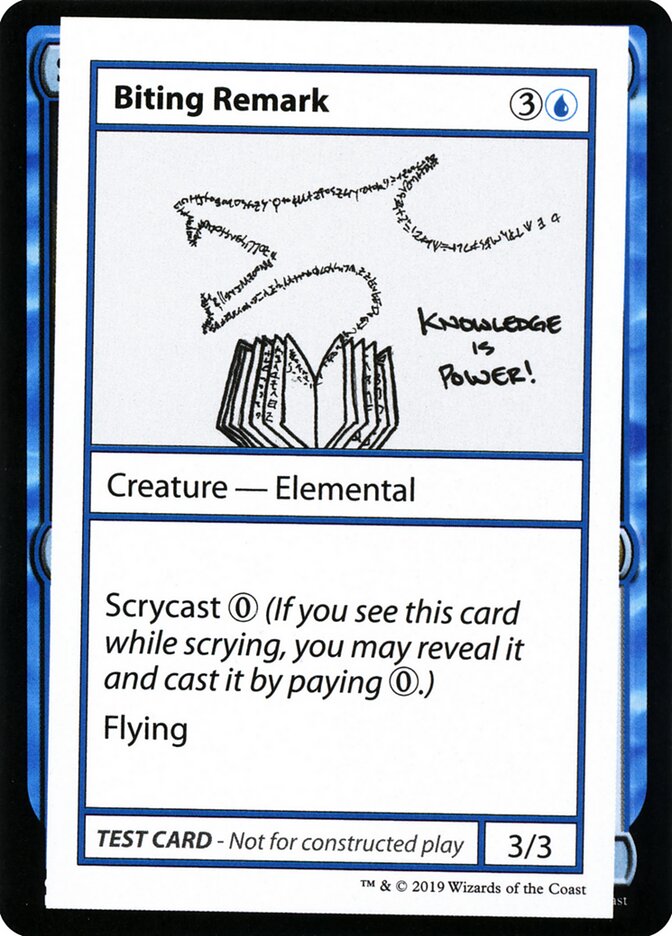 Biting Remark 3
KNOWLEDGE
IS
POWER!
Creature — Elemental
Scrycast 0 (If you see this card
while scrying, you may reveal it
and cast it by paying 0.)
Flying
TEST CARD - Not for constructed play 3/3
™ & © 2019 Wizards of the Coast
ast